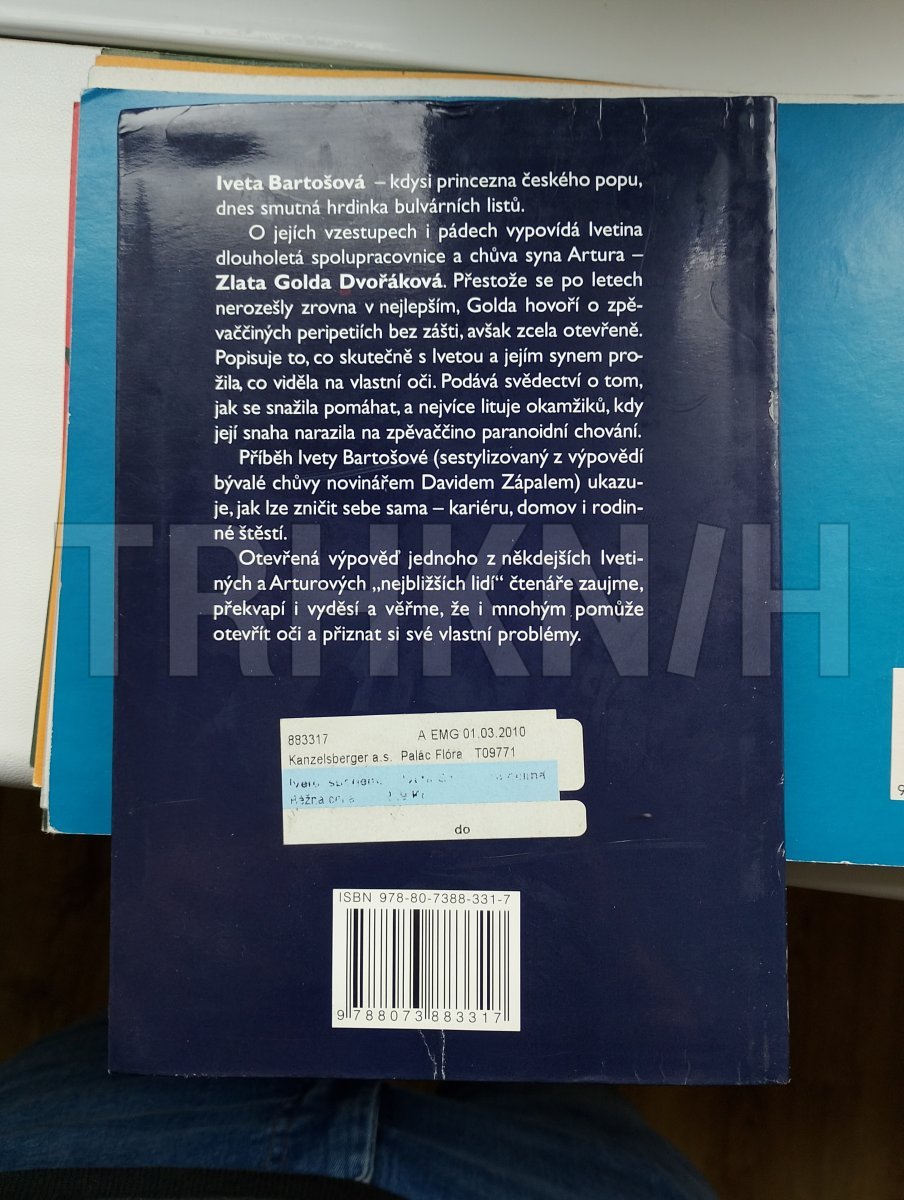 Iveta Bartošová – kdysi princezna českého popu,
dnes smutná hrdinka bulvárních listů.
O jejích vzestupech i pádech vypovídá Ivetina
dlouholetá spolupracovnice a chůva syna Artura –
Zlata Golda Dvořáková. Přestože se po letech
nerozešly zrovna v nejlepším, Golda hovoří o zpě-
vaččiných peripetiích bez zášti, avšak zcela otevřeně.
Popisuje to, co skutečně s Ivetou a jejím synem pro-
žila, co viděla na vlastní oči. Podává svědectví o tom,
jak se snažila pomáhat, a nejvíce lituje okamžiků, kdy
její snaha narazila na zpěvaččino paranoidní chování.
Příběh Ivety Bartošové (sestylizovaný z výpovědí
bývalé chůvy novinářem Davidem Zápalem) ukazu-
je, jak lze zničit sebe sama – kariéru, domov i rodin-
né štěstí.
Otevřená výpověď jednoho z někdejších Iveti-
ných a Arturových „nejbližších lidí“ čtenáře zaujme,
překvapí i vyděsí a věřme, že i mnohým pomůže
otevřít oči a přiznat si své vlastní problémy.
TRHKNIH
883317 A EMG 01.03.2010
Kanzelsberger a.s. Palác Flóra T09771
Běžná
do
ISBN 978-80-7388-331-7
9 788073 883317
9